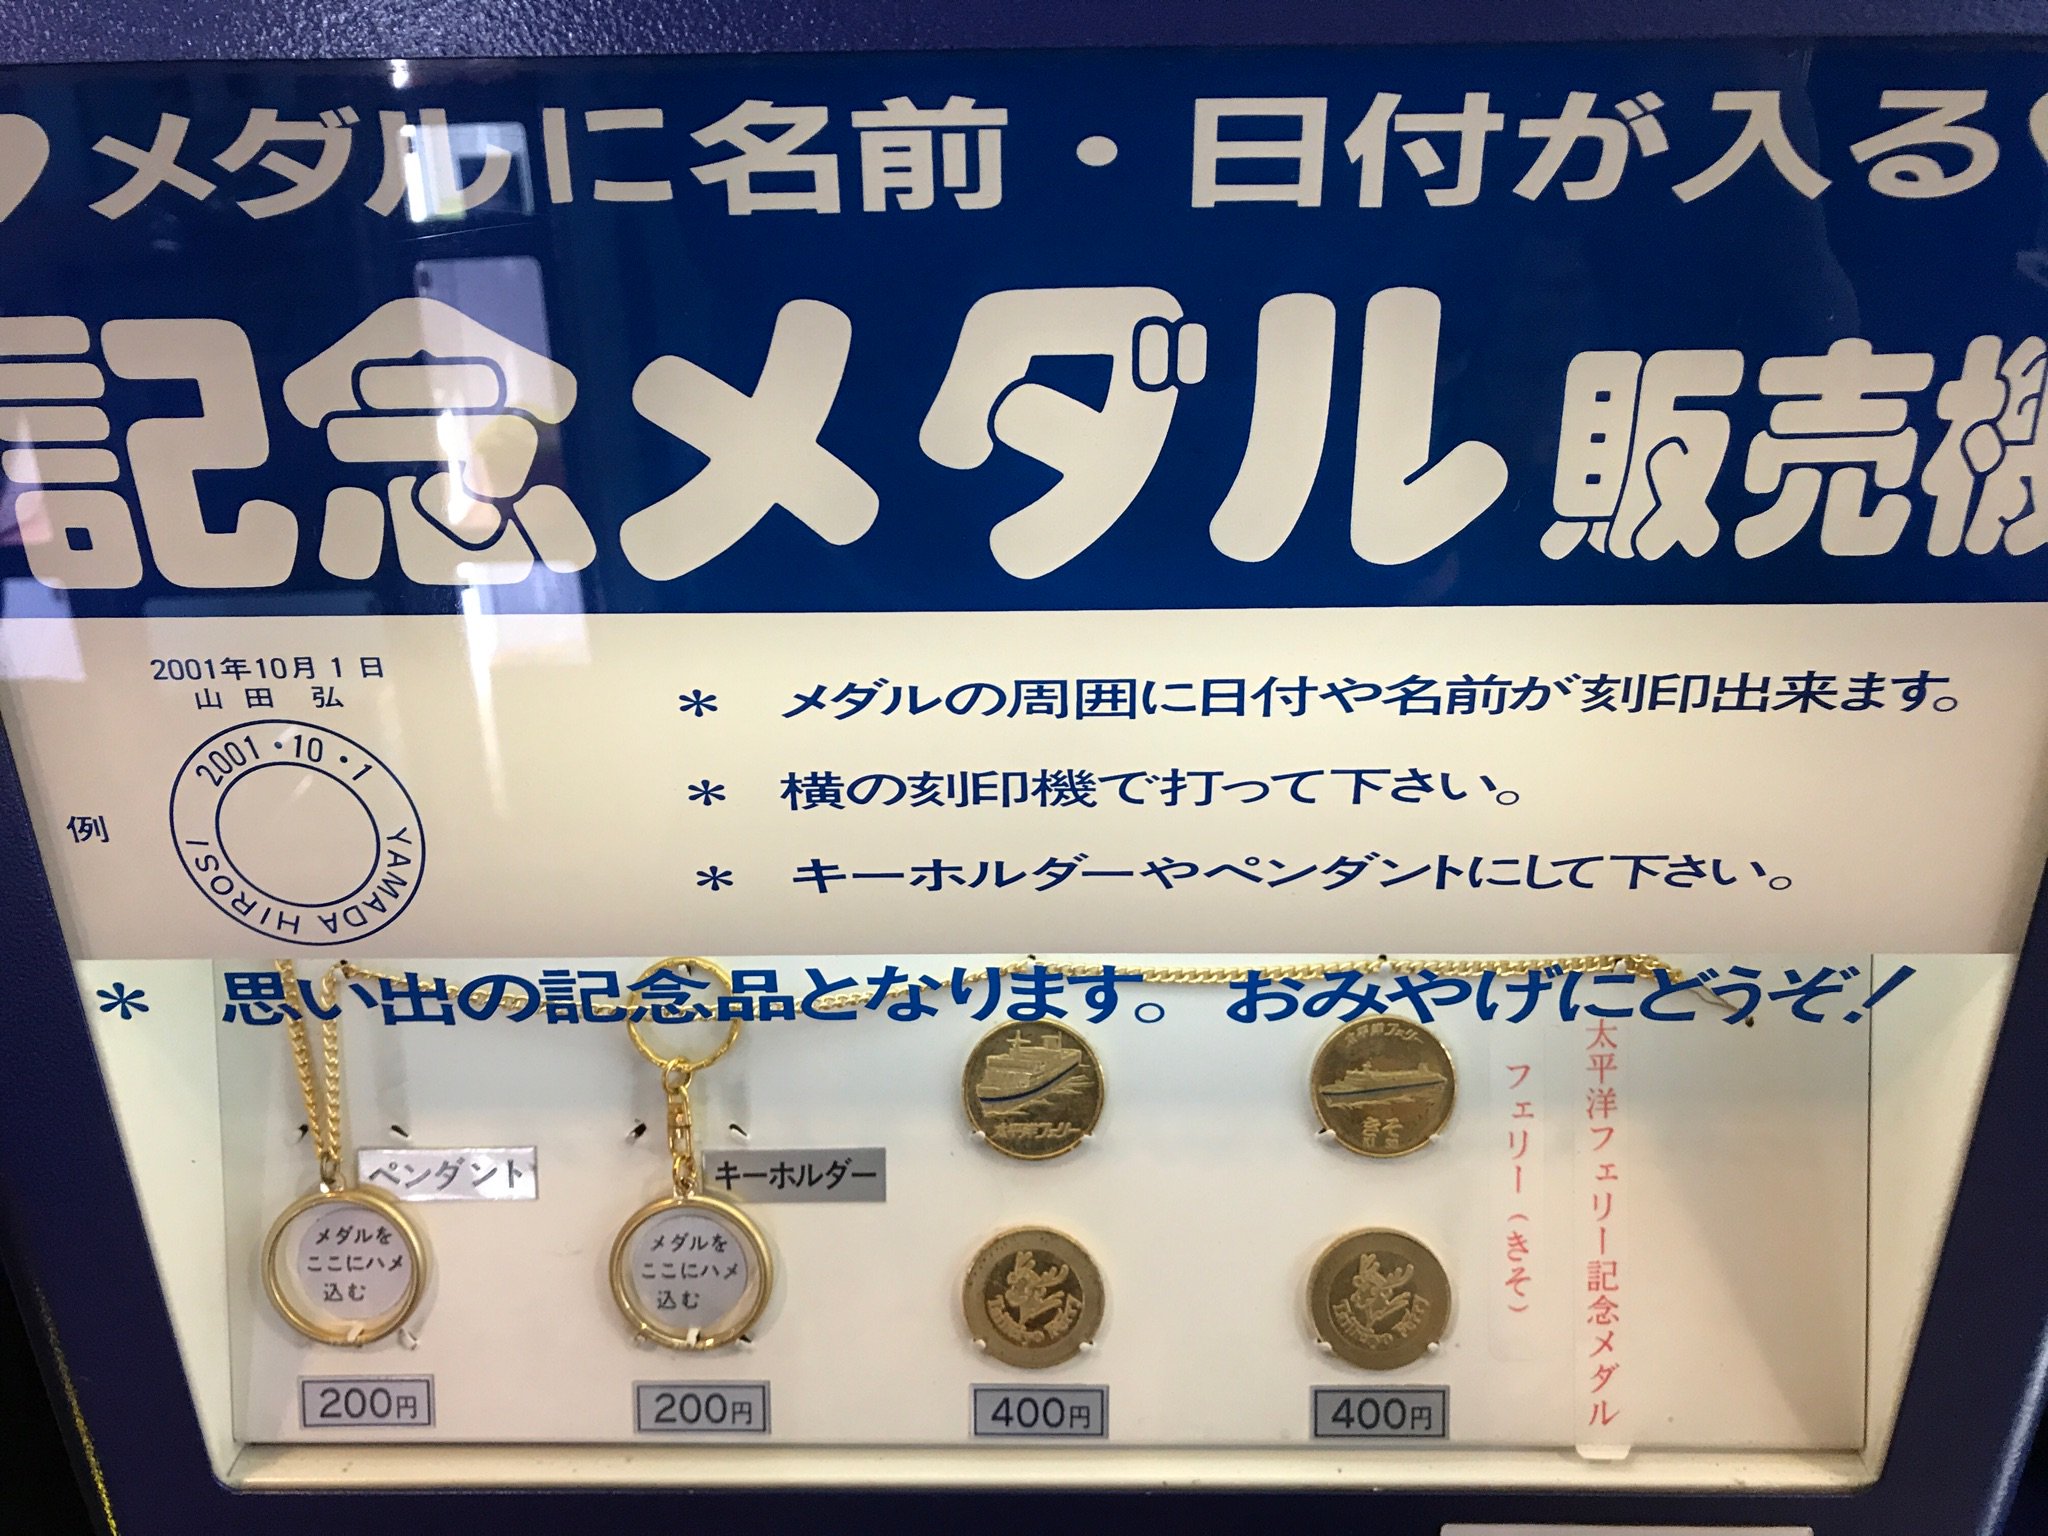 メダルに名前・日付が入る
記念メダル販売機
2001年10月1日
山田 弘
例
2001・10・1
YAMADA HIROSI
* メダルの周囲に日付や名前が刻印出来ます。
* 横の刻印機で打って下さい。
* キーホルダーやペンダントにして下さい。
* 思い出の記念品となります。おみやげにどうぞ!
ペンダント
メダルを
ここにハメ
込む
200円
キーホルダー
メダルを
ここにハメ
込む
200円
太平洋フェリー
400円
太平洋フェリー
きそ
400円
太平洋フェリー記念メダル
フェリー(きそ)